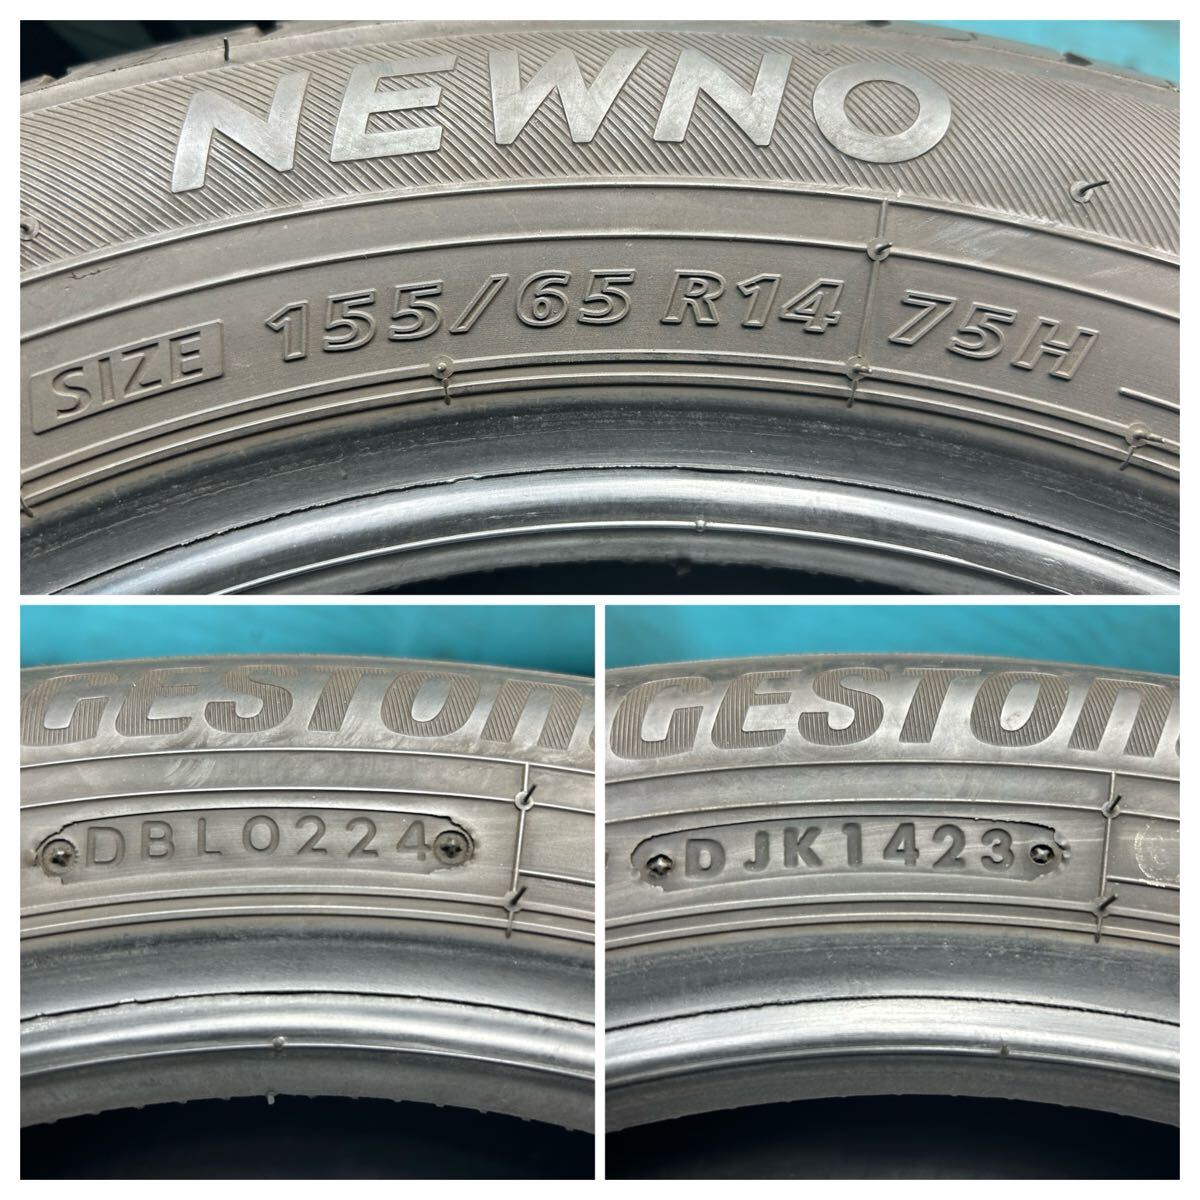 NEWNO
SIZE 155/65 R14 75H
GESTON
DBL0224
GESTON
DJK1423